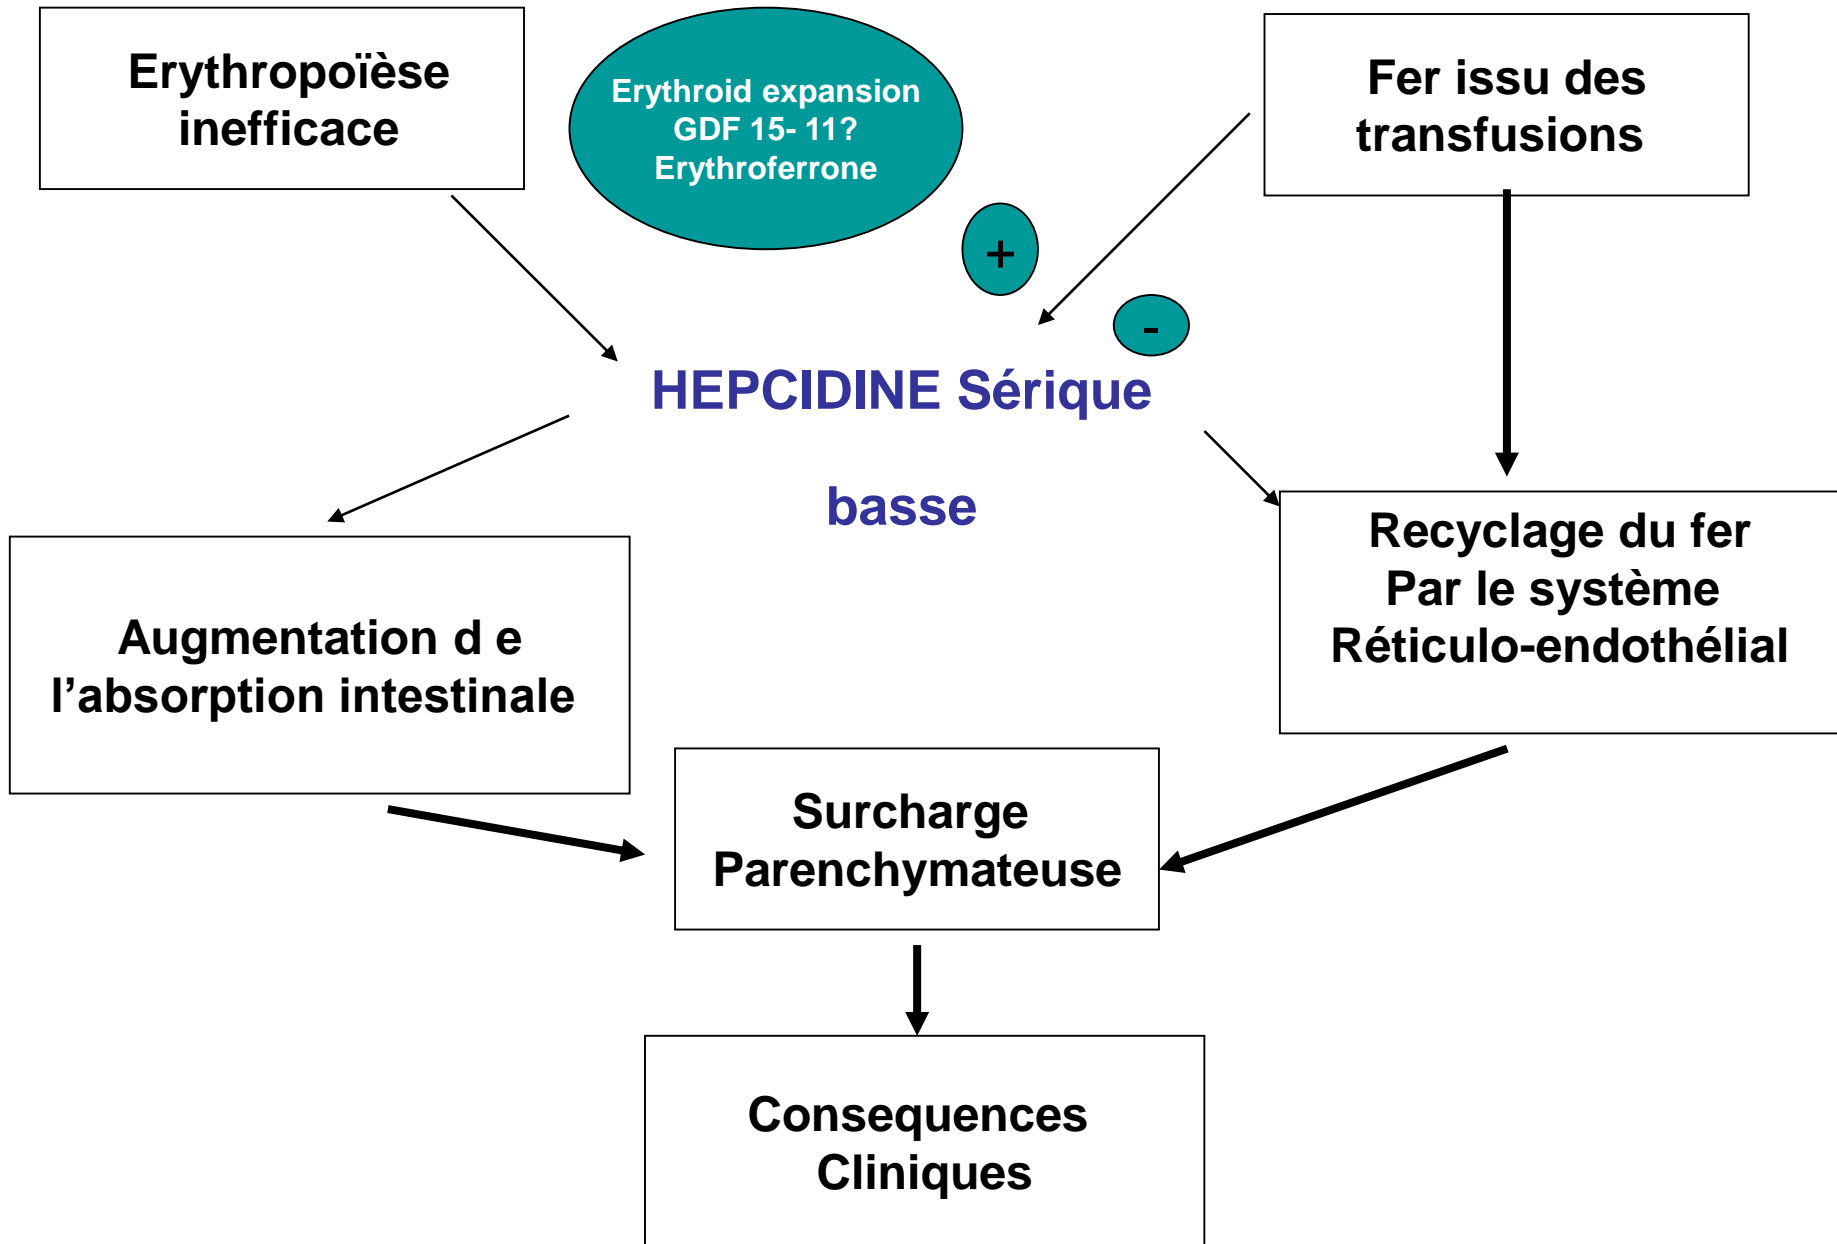 Erythropoïèse
inefficace
Erythroid expansion
GDF 15- 11?
Erythroferrone
Fer issu des
transfusions
+
-
HEPCIDINE Sérique
basse
Augmentation d e
l’absorption intestinale
Recyclage du fer
Par le système
Réticulo-endothélial
Surcharge
Parenchymateuse
Consequences
Cliniques